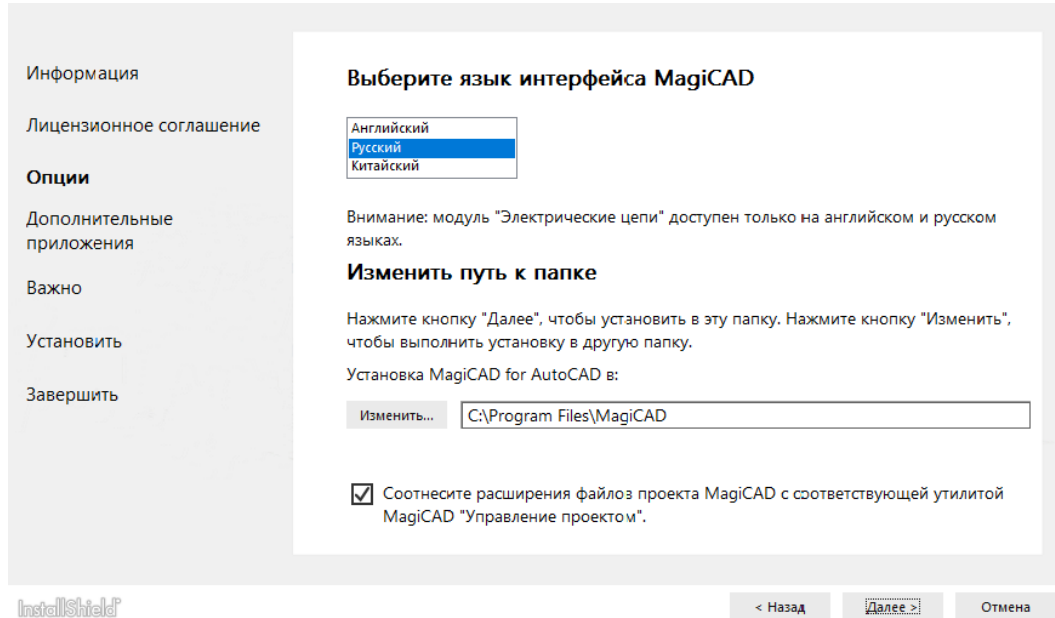 Информация
Лицензионное соглашение
Опции
Дополнительные
приложения
Важно
Установить
Завершить
Выберите язык интерфейса MagiCAD
Английский
Русский
Китайский
Внимание: модуль "Электрические цепи" доступен только на английском и русском
языках.
Изменить путь к папке
Нажмите кнопку "Далее", чтобы установить в эту папку. Нажмите кнопку "Изменить",
чтобы выполнить установку в другую папку.
Установка MagiCAD for AutoCAD в:
Изменить... C:\Program Files\MagiCAD
Соотнесите расширения файлов проекта MagiCAD с соответствующей утилитой
MagiCAD "Управление проектом".
InstallShield® < Назад Далее > Отмена